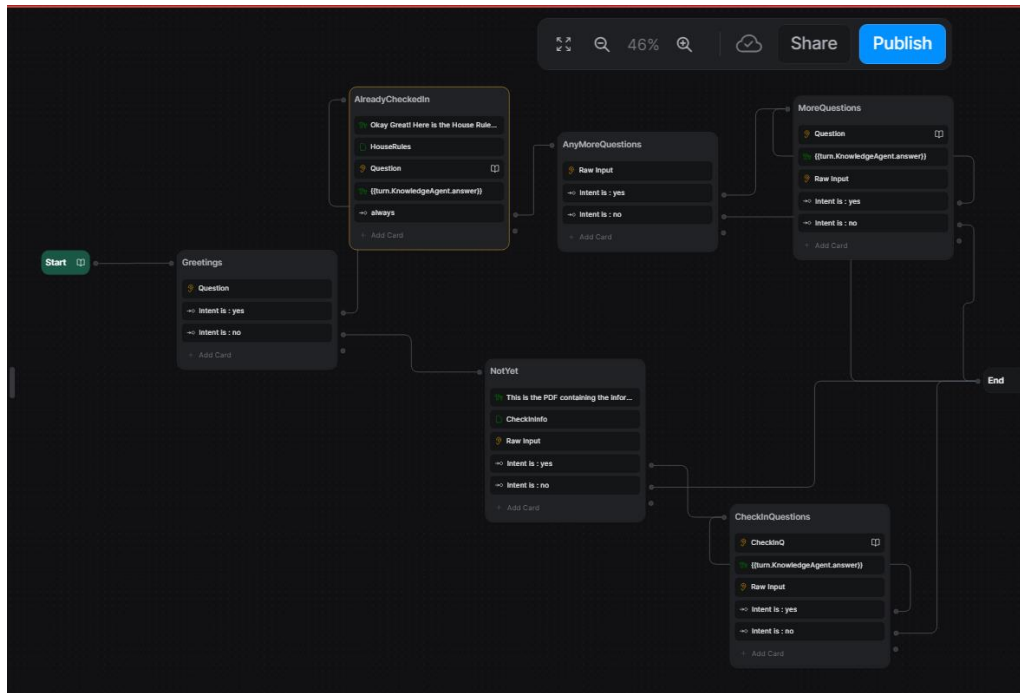 46%
Share
Publish
AlreadyCheckedIn
Okay Great! Here is the House Rule...
HouseRules
Question
{{turn.KnowledgeAgent.answer}}
always
+ Add Card
AnyMoreQuestions
Raw Input
Intent is : yes
Intent is : no
+ Add Card
MoreQuestions
Question
{{turn.KnowledgeAgent.answer}}
Raw Input
Intent is : yes
Intent is : no
+ Add Card
Start
Greetings
Question
Intent is : yes
Intent is : no
+ Add Card
NotYet
This is the PDF containing the infor...
CheckInInfo
Raw Input
Intent is : yes
Intent is : no
+ Add Card
End
CheckInQuestions
CheckInQ
{{turn.KnowledgeAgent.answer}}
Raw Input
Intent is : yes
Intent is : no
+ Add Card